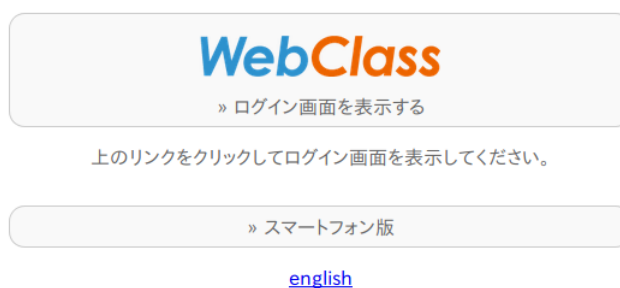 WebClass
» ログイン画面を表示する
上のリンクをクリックしてログイン画面を表示してください。
» スマートフォン版
english